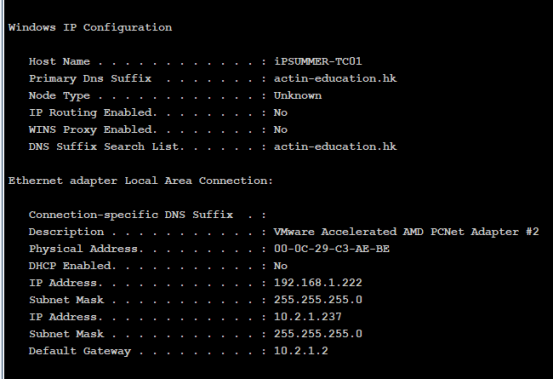 Windows IP Configuration
Host Name . . . . . . . . . . . . : iPSUMMER-TC01
Primary Dns Suffix . . . . . . . : actin-education.hk
Node Type . . . . . . . . . . . . : Unknown
IP Routing Enabled. . . . . . . . : No
WINS Proxy Enabled. . . . . . . . : No
DNS Suffix Search List. . . . . . : actin-education.hk
Ethernet adapter Local Area Connection:
Connection-specific DNS Suffix . :
Description . . . . . . . . . . . : VMware Accelerated AMD PCNet Adapter #2
Physical Address. . . . . . . . . : 00-0C-29-C3-AE-BE
DHCP Enabled. . . . . . . . . . . : No
IP Address. . . . . . . . . . . . : 192.168.1.222
Subnet Mask . . . . . . . . . . . : 255.255.255.0
IP Address. . . . . . . . . . . . : 10.2.1.237
Subnet Mask . . . . . . . . . . . : 255.255.255.0
Default Gateway . . . . . . . . . : 10.2.1.2